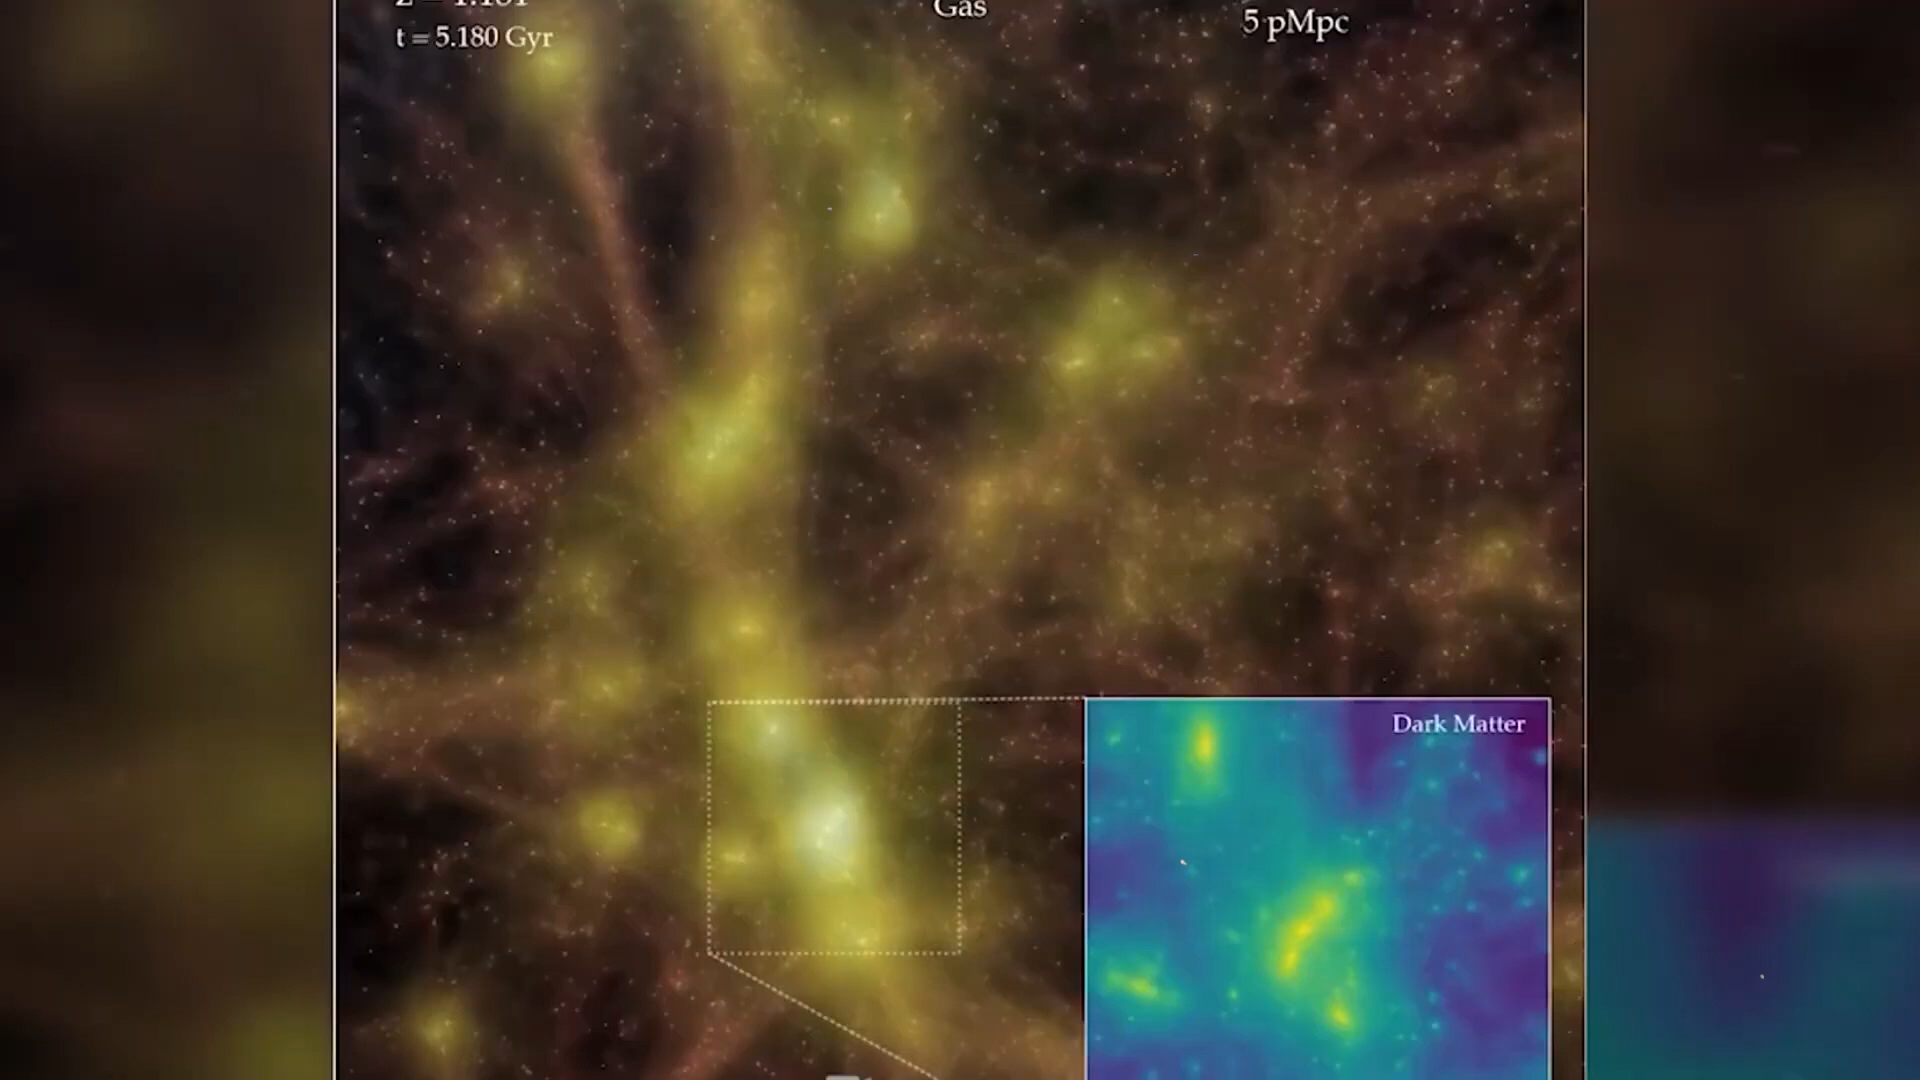 t = 5.180 Gyr
Gas
5 pMpc
Dark Matter